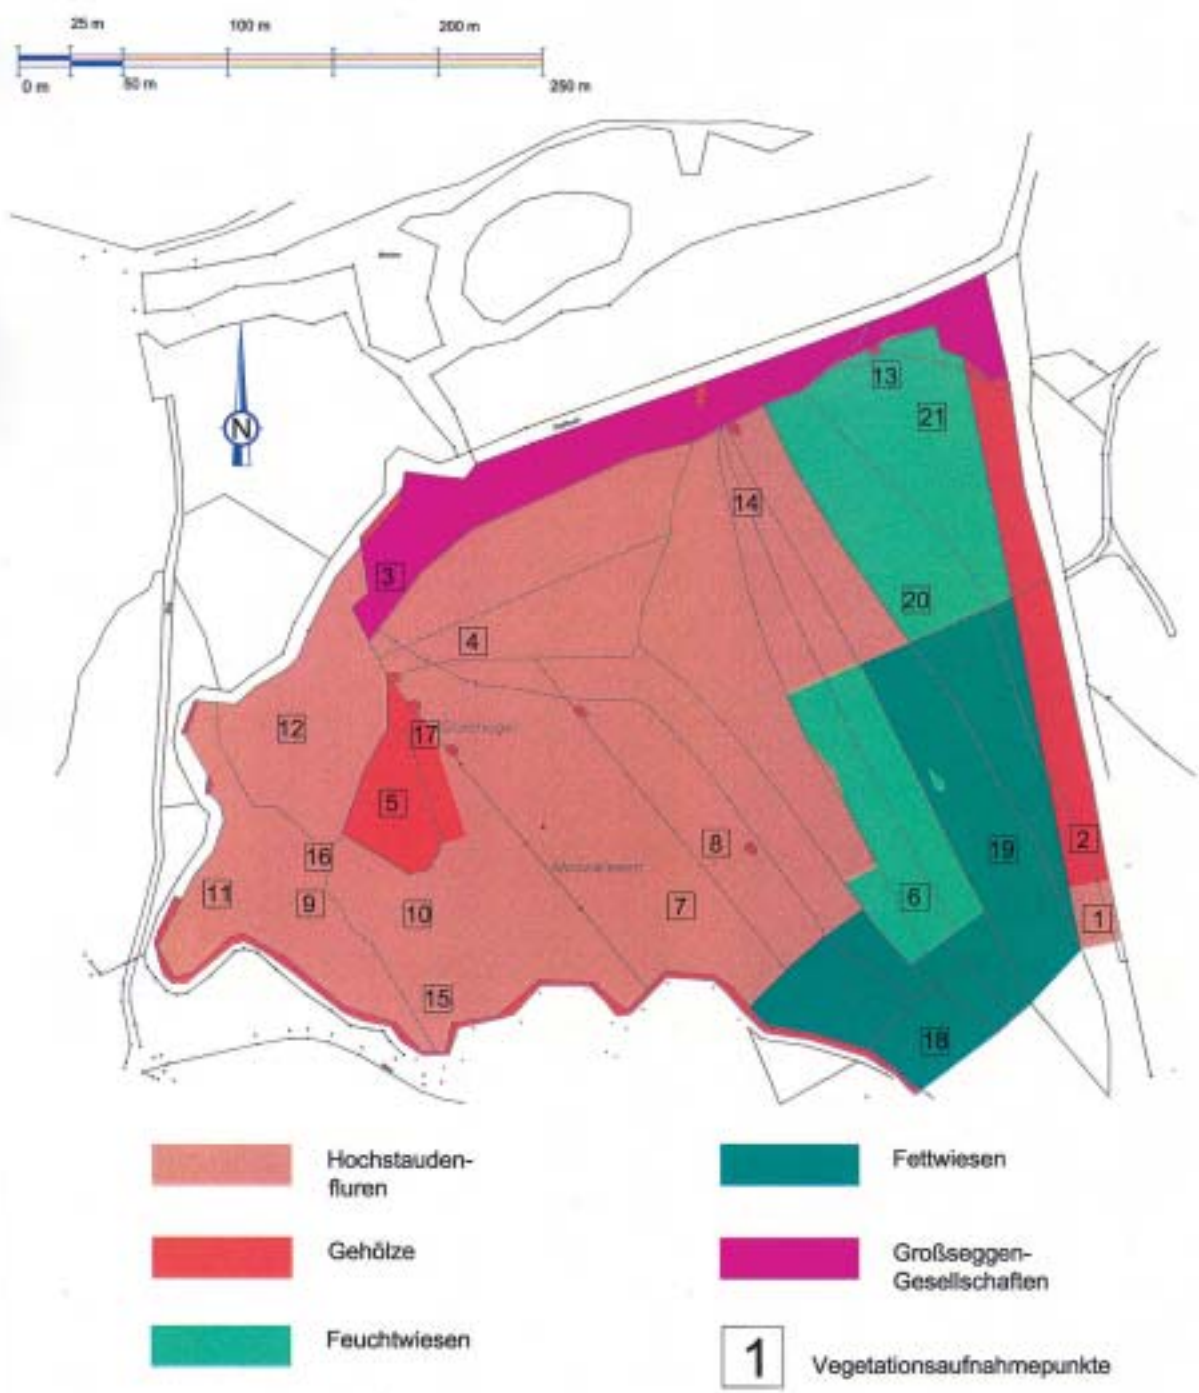 25 m 100 m 200 m
0 m 50 m 250 m
N
13
21
14
3
20
4
12
17
5
8
2
16
19
11
9
10
7
6
1
15
18
Hochstauden-
fluren
Fettwiesen
Gehölze
Großseggen-
Gesellschaften
Feuchtwiesen
1 Vegetationsaufnahmepunkte